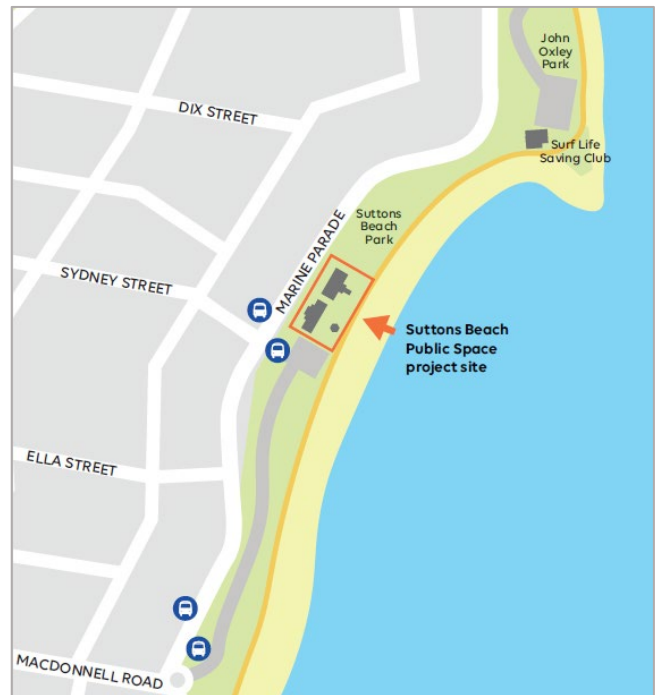 John
Oxley
Park
DIX STREET
Surf Life
Saving Club
MARINE PARADE
Suttons
Beach
Park
SYDNEY STREET
Suttons Beach
Public Space
project site
ELLA STREET
MACDONNELL ROAD